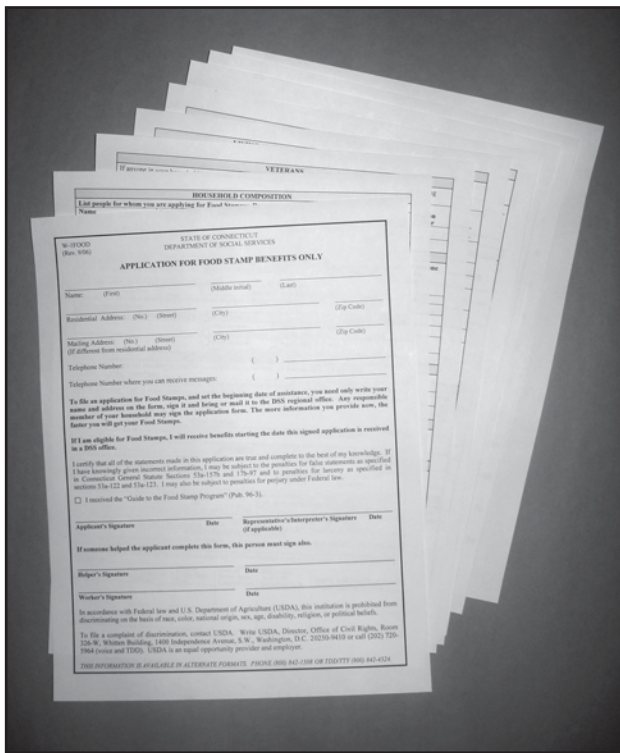 VETERANS
If anyone in your
HOUSEHOLD COMPOSITION
List people for whom you are applying for Food Stamps.
Name
W-1FOOD
(Rev. 9/06)
STATE OF CONNECTICUT
DEPARTMENT OF SOCIAL SERVICES
APPLICATION FOR FOOD STAMP BENEFITS ONLY
Name: (First) (Middle initial) (Last)
Residential Address: (No.) (Street) (City) (Zip Code)
Mailing Address: (No.) (Street) (City) (Zip Code)
(If different from residential address)
Telephone Number: ( )
Telephone Number where you can receive messages: ( )
To file an application for Food Stamps, and set the beginning date of assistance, you need only write your
name and address on the form, sign it and bring or mail it to the DSS regional office. Any responsible
member of your household may sign the application form. The more information you provide now, the
faster you will get your Food Stamps.
If I am eligible for Food Stamps, I will receive benefits starting the date this signed application is received
in a DSS office.
I certify that all of the statements made in this application are true and complete to the best of my knowledge. If
I have knowingly given incorrect information, I may be subject to the penalties for false statements as specified
in Connecticut General Statute Sections 53a-157b and 17b-97 and to penalties for larceny as specified in
sections 53a-122 and 53a-123. I may also be subject to penalties for perjury under Federal law.
☐ I received the "Guide to the Food Stamp Program" (Pub. 96-3).
Applicant's Signature Date Representative's/Interpreter's Signature Date
(if applicable)
If someone helped the applicant complete this form, this person must sign also.
Helper's Signature Date
Worker's Signature Date
In accordance with Federal law and U.S. Department of Agriculture (USDA), this institution is prohibited from
discriminating on the basis of race, color, national origin, sex, age, disability, religion, or political beliefs.
To file a complaint of discrimination, contact USDA. Write USDA, Director, Office of Civil Rights, Room
326-W, Whitten Building, 1400 Independence Avenue, S.W., Washington, D.C. 20250-9410 or call (202) 720-
5964 (voice and TDD). USDA is an equal opportunity provider and employer.
THIS INFORMATION IS AVAILABLE IN ALTERNATE FORMATS. PHONE (800) 842-1508 OR TDD/TTY (800) 842-4524.